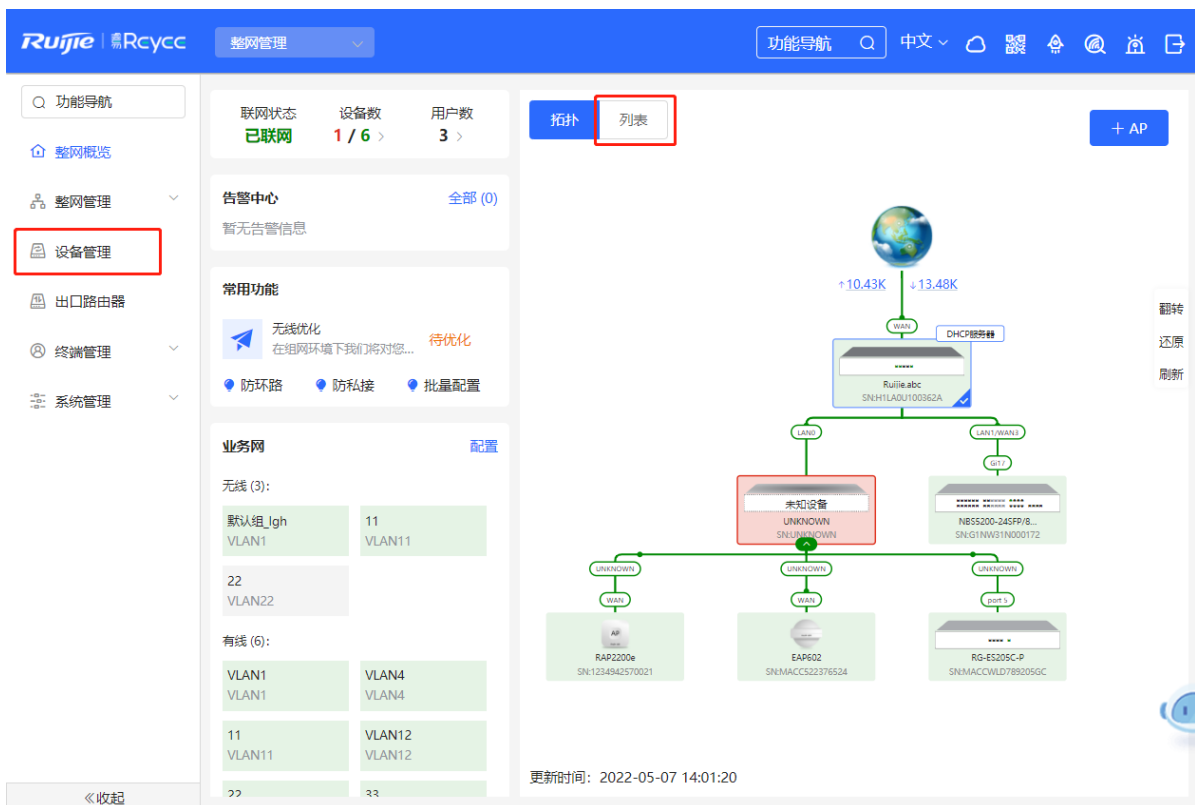 Ruijie 睿易 Rcycc 整网管理 功能导航 中文
功能导航
整网概览
整网管理
设备管理
出口路由器
终端管理
系统管理
《收起
联网状态 设备数 用户数
已联网 1 / 6 > 3 >
告警中心 全部 (0)
暂无告警信息
常用功能
无线优化
在组网环境下我们将对您... 待优化
防环路 防私接 批量配置
业务网 配置
无线 (3):
默认组_lgh 11
VLAN1 VLAN11
22
VLAN22
有线 (6):
VLAN1 VLAN4
VLAN1 VLAN4
11 VLAN12
VLAN11 VLAN12
22 33
拓扑 列表
+ AP
↑10.43K ↓13.48K
WAN
DHCP服务器
Ruijie.abc
SN:H1LA0U100362A
LAN0 LAN1/WAN3
Gi1/
未知设备
UNKNOWN
SN:UNKNOWN
NBS5200-24SFP/8...
SN:G1NW31N000172
UNKNOWN UNKNOWN UNKNOWN
WAN WAN port 5
AP
RAP2200e EAP602 RG-ES205C-P
SN:1234942570021 SN:MACC522376524 SN:MACCWLD789205GC
翻转
还原
刷新
更新时间：2022-05-07 14:01:20